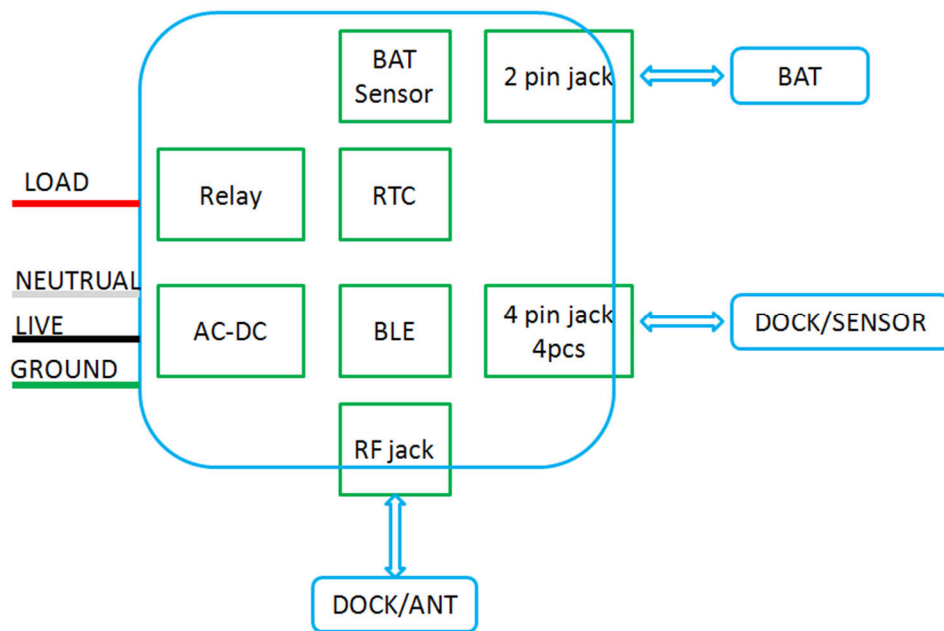 BAT
Sensor
2 pin jack
BAT
LOAD
Relay
RTC
NEUTRUAL
LIVE
GROUND
AC-DC
BLE
4 pin jack
4pcs
DOCK/SENSOR
RF jack
DOCK/ANT